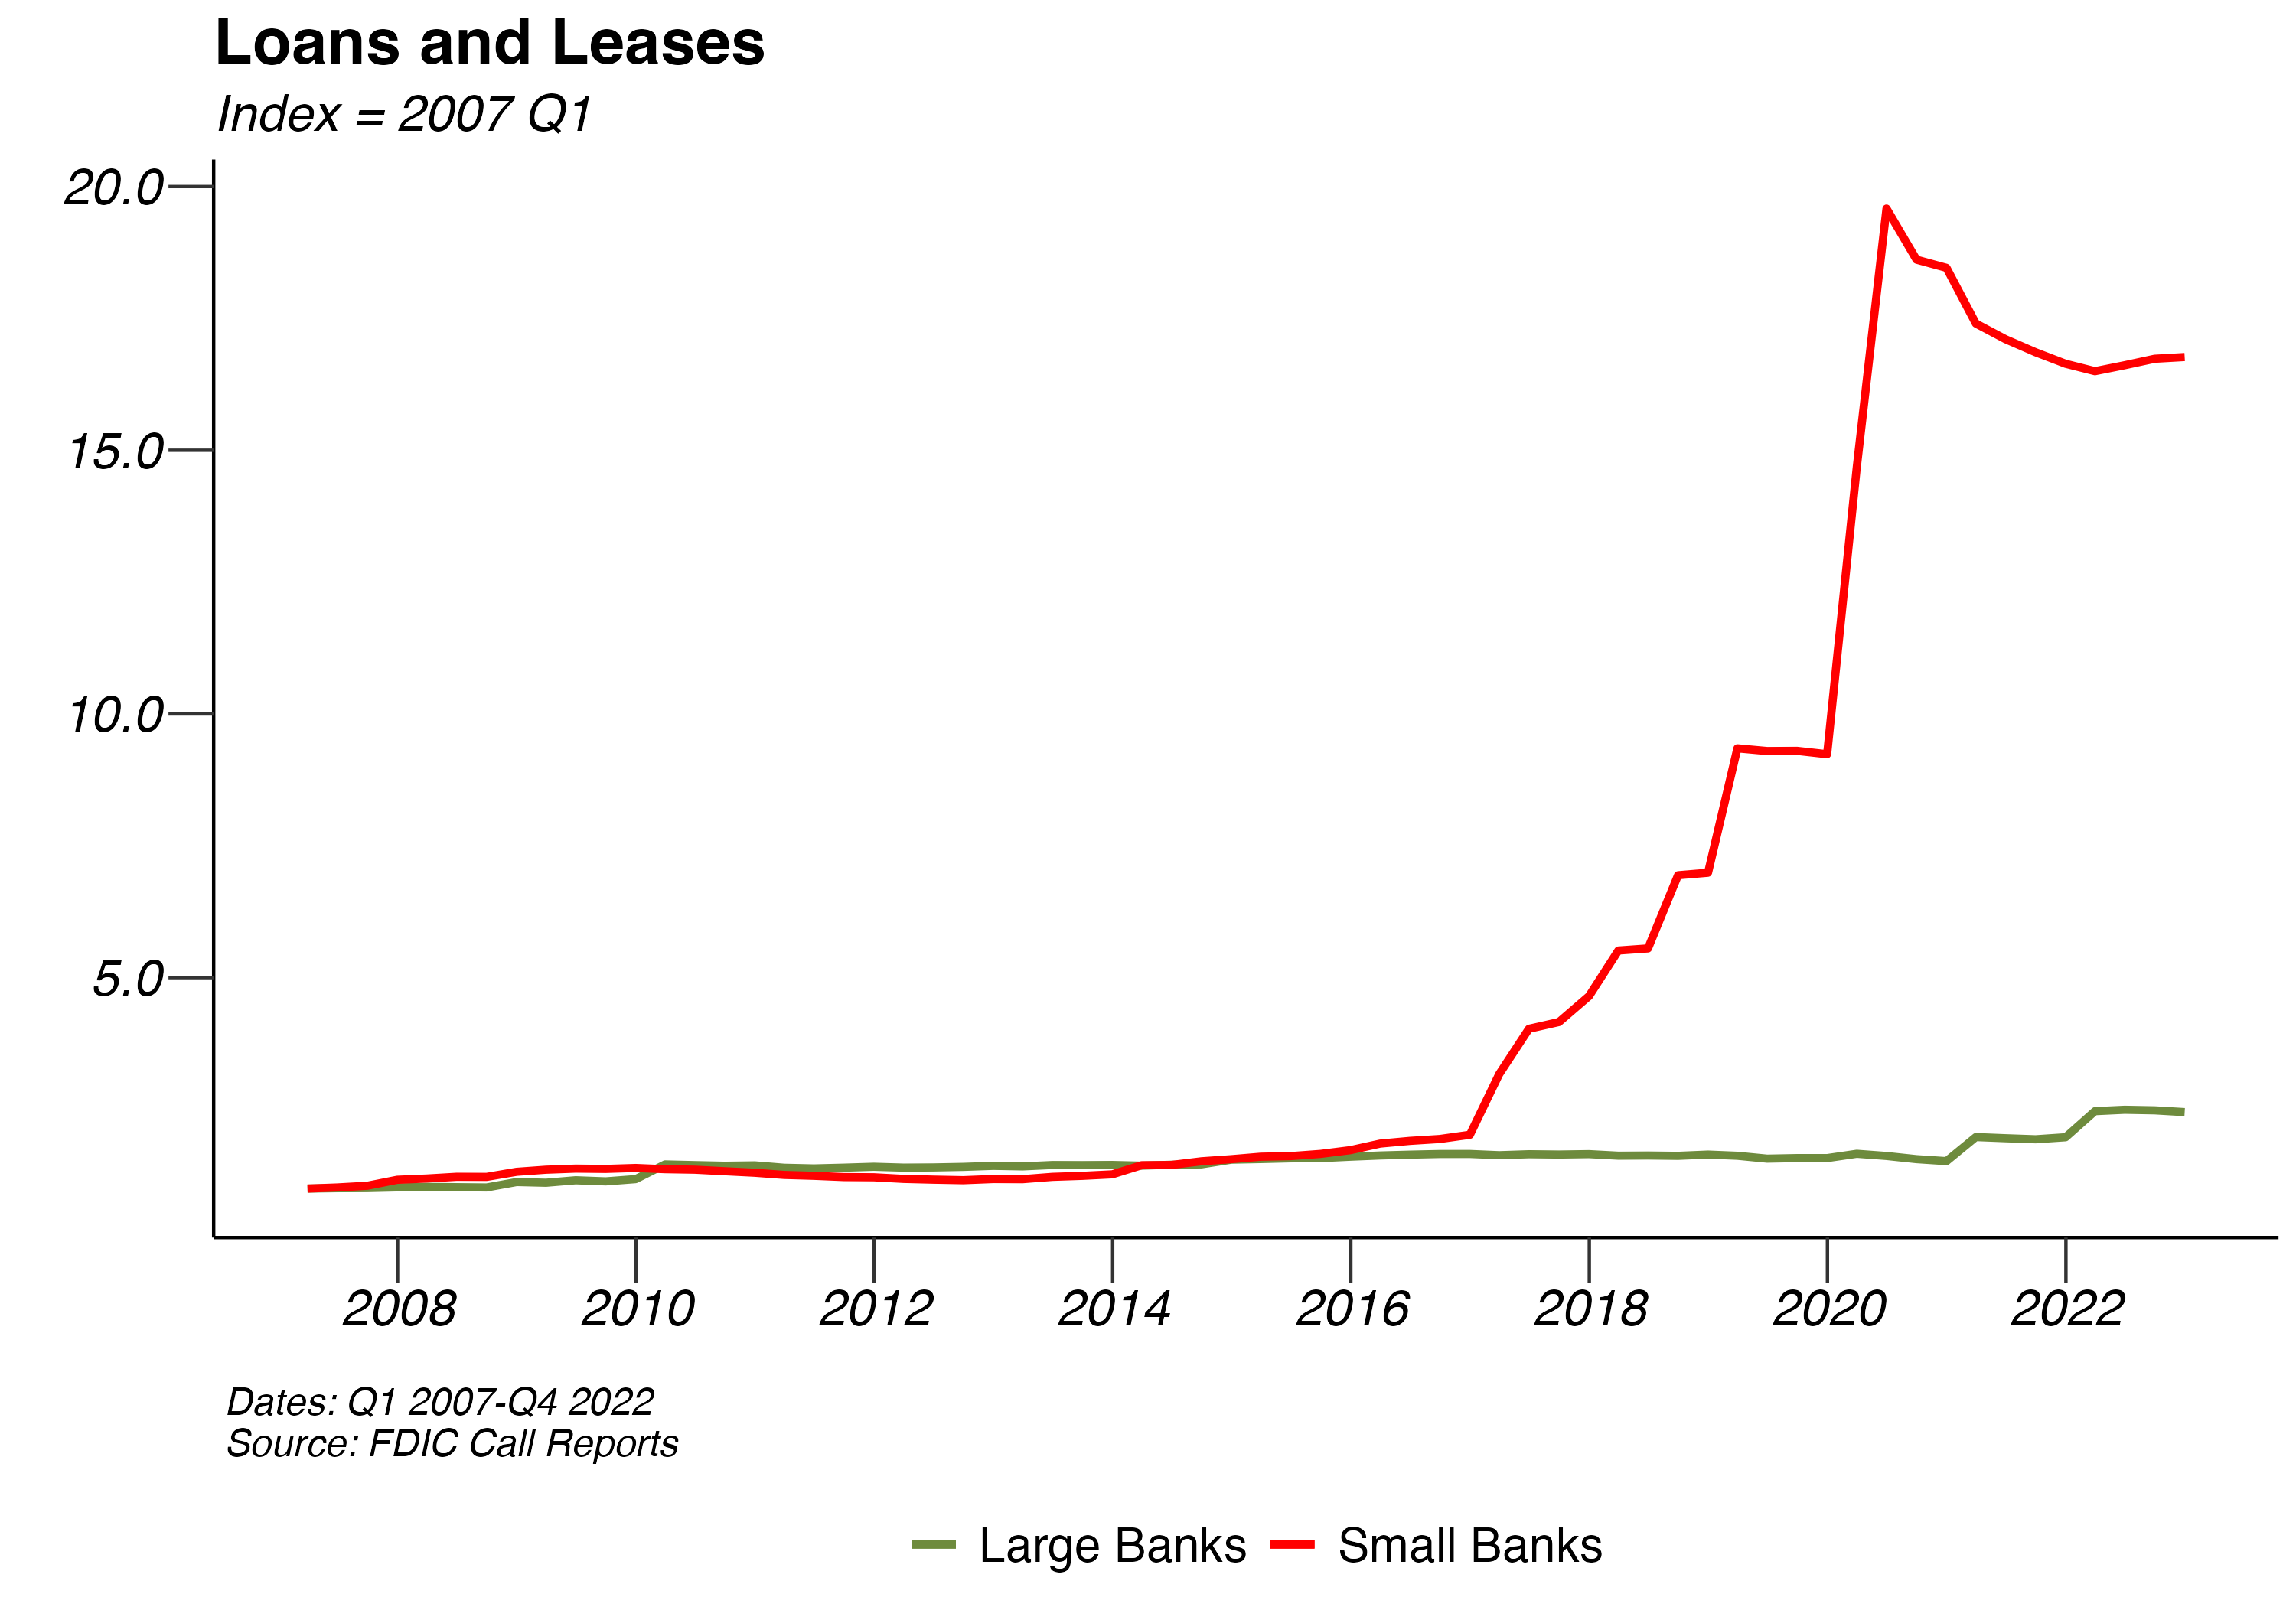 Loans and Leases
Index = 2007 Q1
20.0
15.0
10.0
5.0
2008 2010 2012 2014 2016 2018 2020 2022
Dates: Q1 2007-Q4 2022
Source: FDIC Call Reports
Large Banks Small Banks